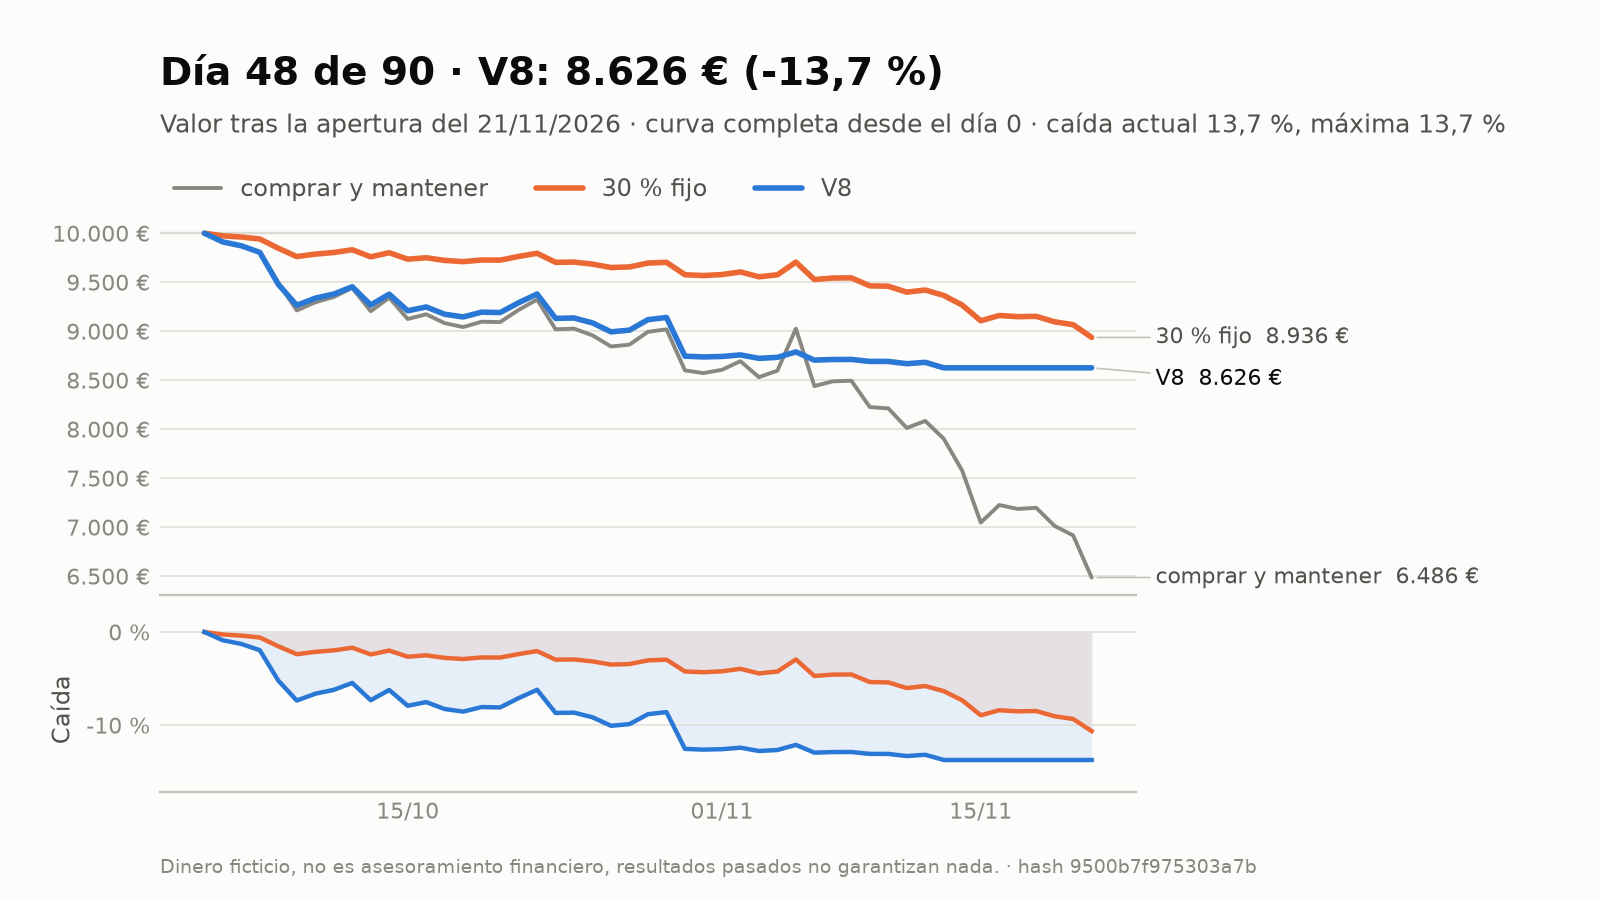 Día 48 de 90 · V8: 8.626 € (-13,7 %)
Valor tras la apertura del 21/11/2026 · curva completa desde el día 0 · caída actual 13,7 %, máxima 13,7 %
comprar y mantener 30 % fijo V8
10.000 €
9.500 €
9.000 €
30 % fijo 8.936 €
8.500 €
V8 8.626 €
8.000 €
7.500 €
7.000 €
6.500 €
comprar y mantener 6.486 €
0 %
-10 %
Caída
15/10 01/11 15/11
Dinero ficticio, no es asesoramiento financiero, resultados pasados no garantizan nada. · hash 9500b7f975303a7b